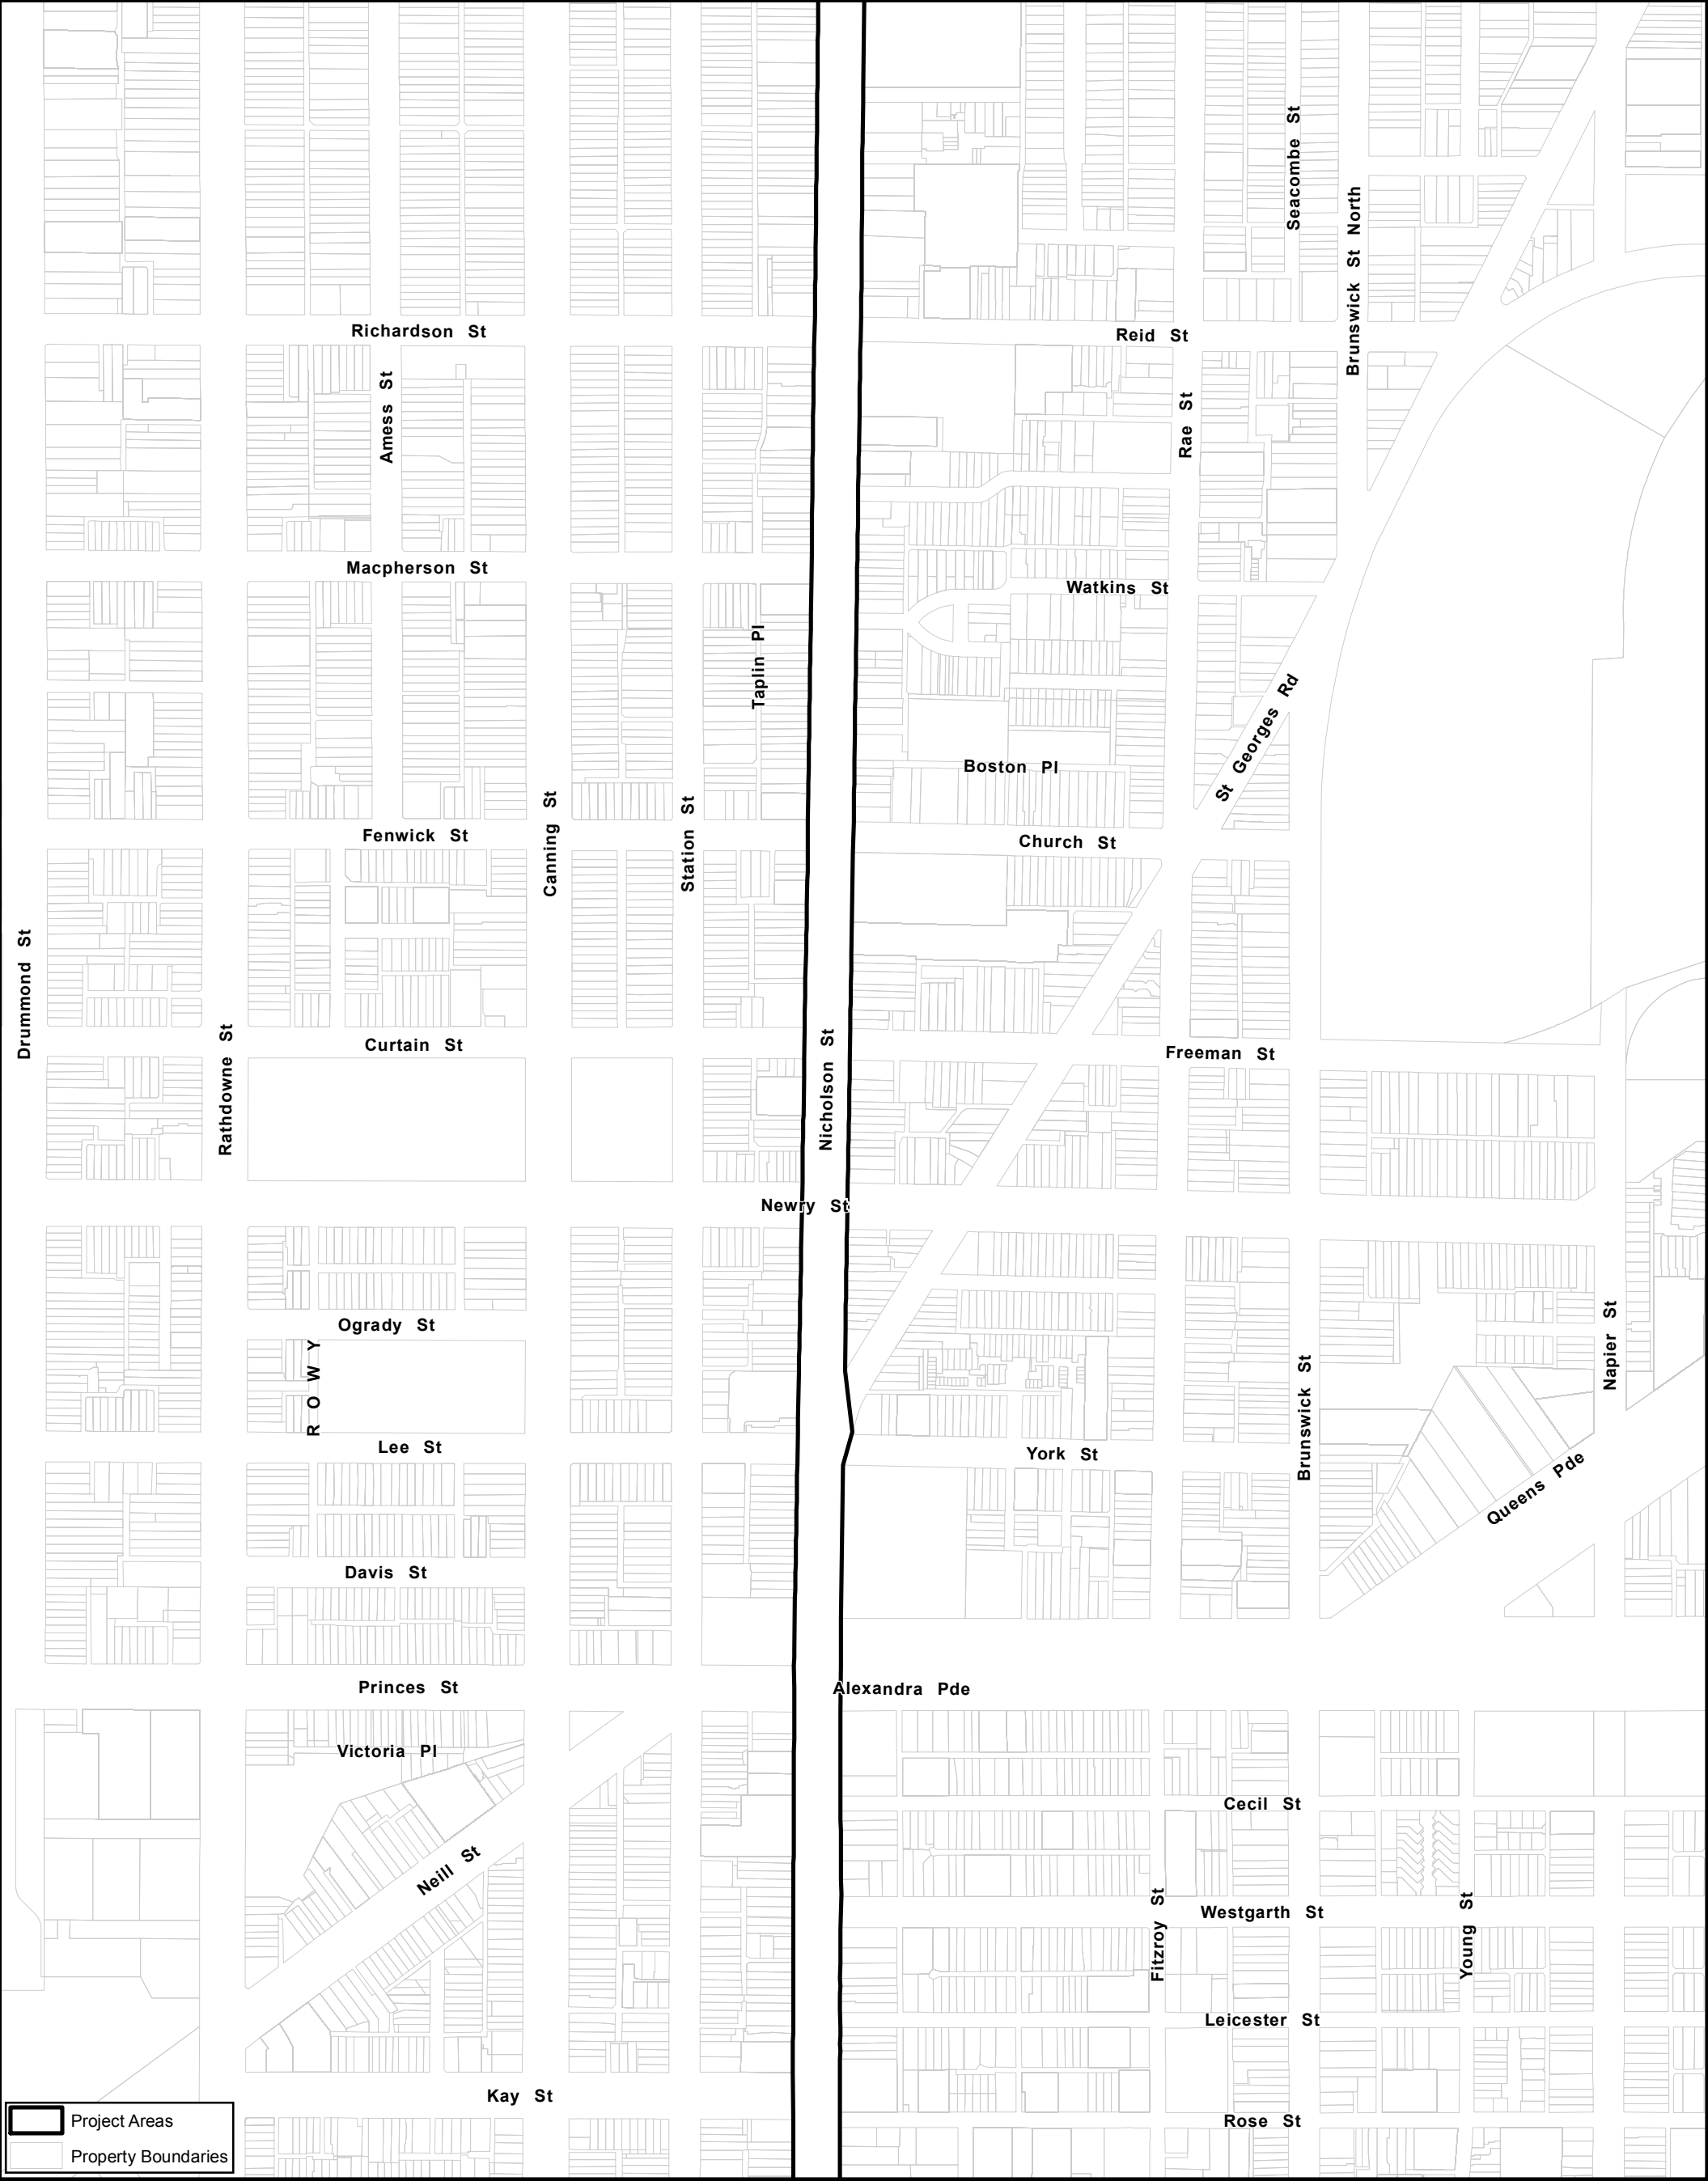 Seacombe St
Brunswick St North
Richardson St
Reid St
Amess St
Rae St
Macpherson St
Watkins St
Taplin Pl
St Georges Rd
Boston Pl
Canning St
Station St
Fenwick St
Church St
Drummond St
Rathdowne St
Curtain St
Nicholson St
Freeman St
Newry St
Ogrady St
Napier St
R O W Y
Brunswick St
Lee St
York St
Queens Pde
Davis St
Princes St
Alexandra Pde
Victoria Pl
Cecil St
Neill St
Fitzroy St
Westgarth St
Young St
Leicester St
Kay St
Rose St
Project Areas
Property Boundaries